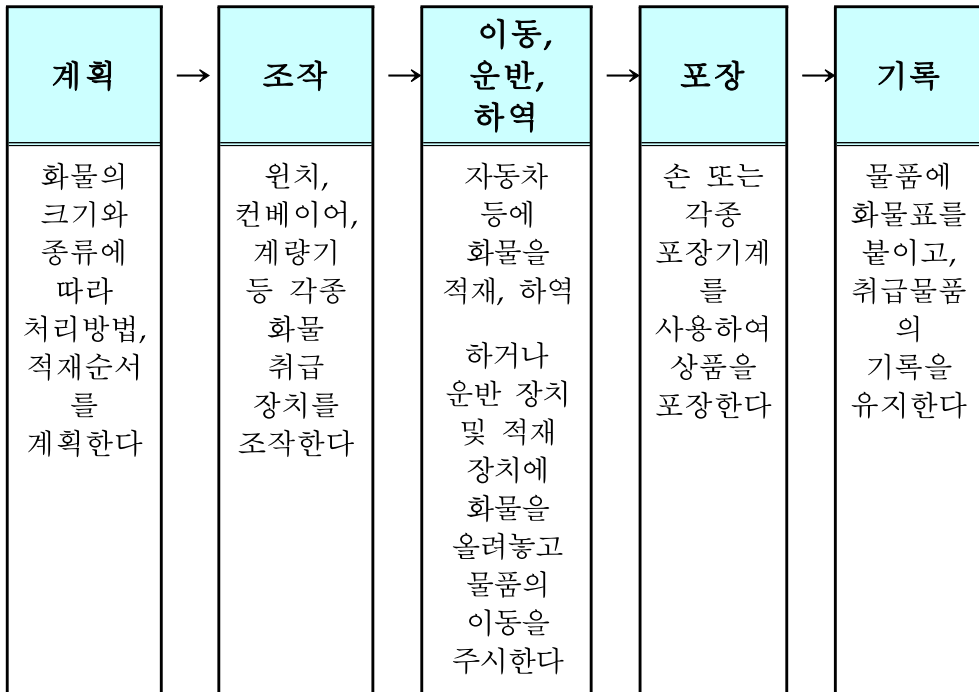 계획
→
조작
→
이동,
운반,
하역
→
포장
→
기록
화물의
크기와
종류에
따라
처리방법,
적재순서
를
계획한다
윈치,
컨베이어,
계량기
등 각종
화물
취급
장치를
조작한다
자동차
등에
화물을
적재, 하역
하거나
운반 장치
및 적재
장치에
화물을
올려놓고
물품의
이동을
주시한다
손 또는
각종
포장기계
를
사용하여
상품을
포장한다
물품에
화물표를
붙이고,
취급물품
의
기록을
유지한다